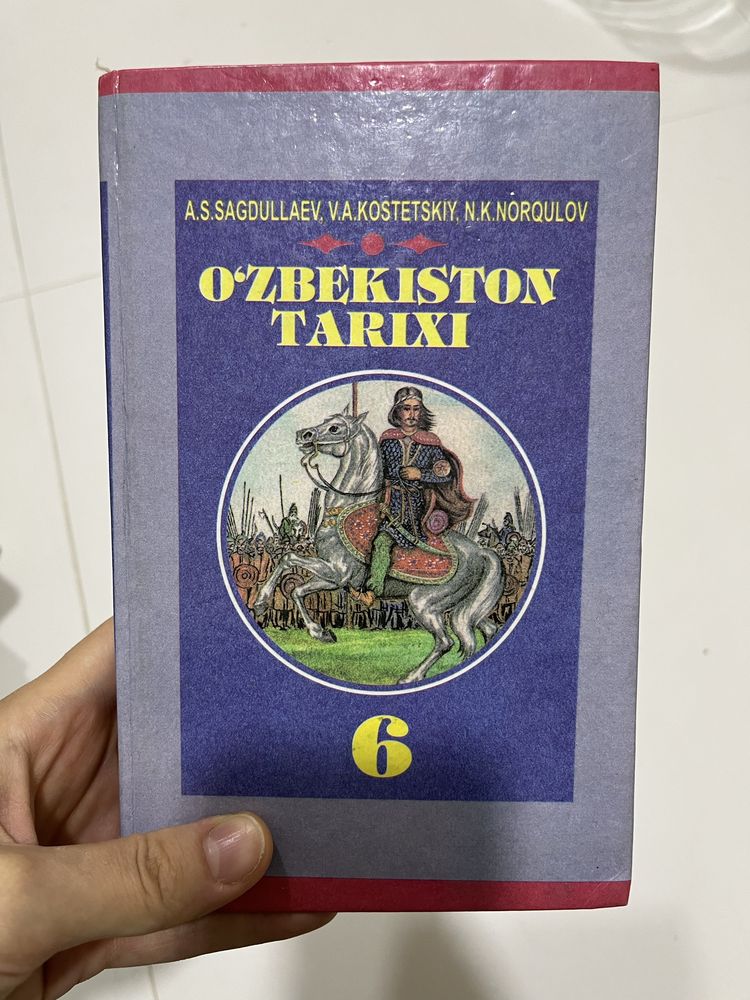 A.S.SAGDULLAEV, V.A.KOSTETSKIY, N.K.NORQULOV
O‘ZBEKISTON
TARIXI
6